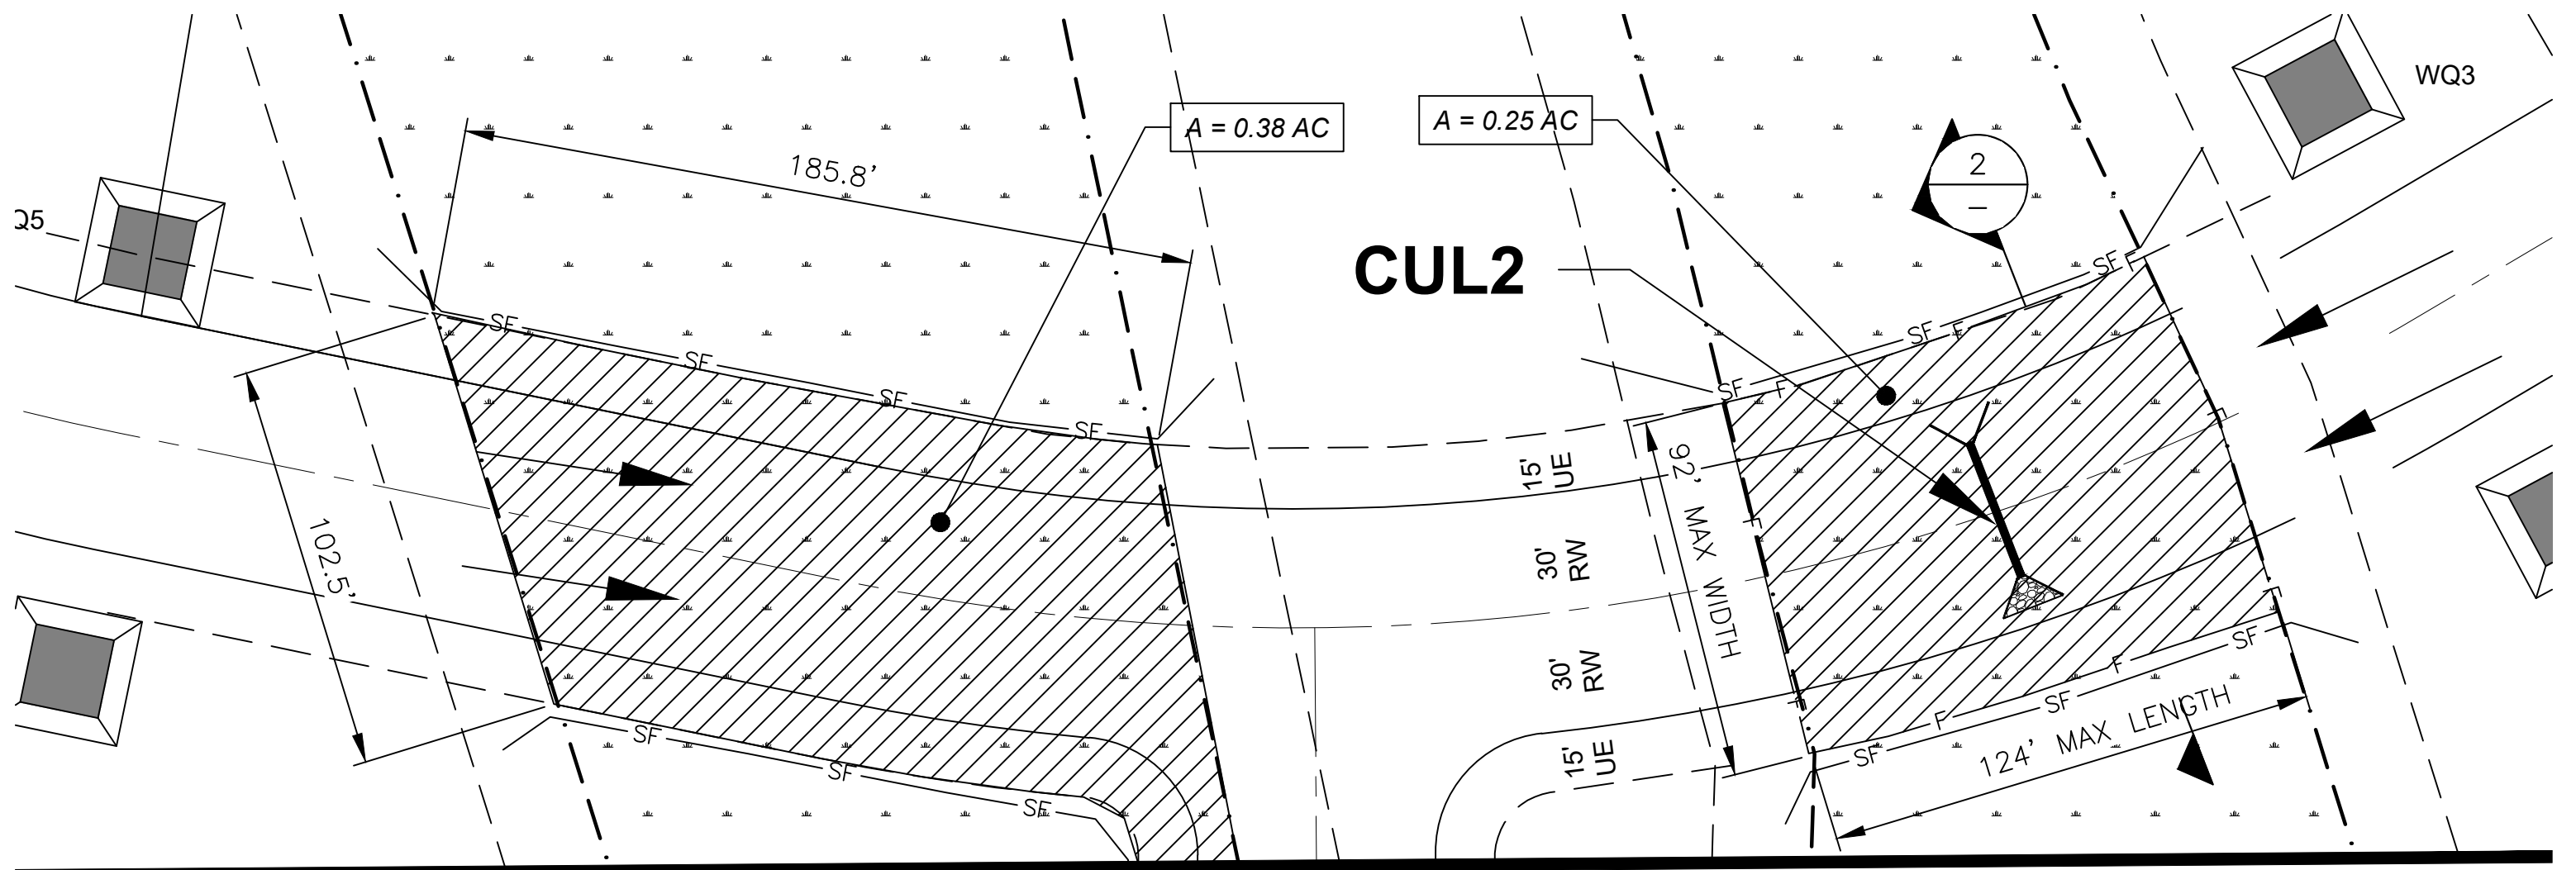 WQ3
A = 0.38 AC
A = 0.25 AC
2
–
185.8'
Q5
CUL2
SF
F
SF
F
SF
F
SF
SF
SF
SF
15'
UE
92' MAX WIDTH
102.5'
30'
RW
30'
RW
15'
UE
SF
F
SF
F
SF
124' MAX LENGTH
SF
SF
SF